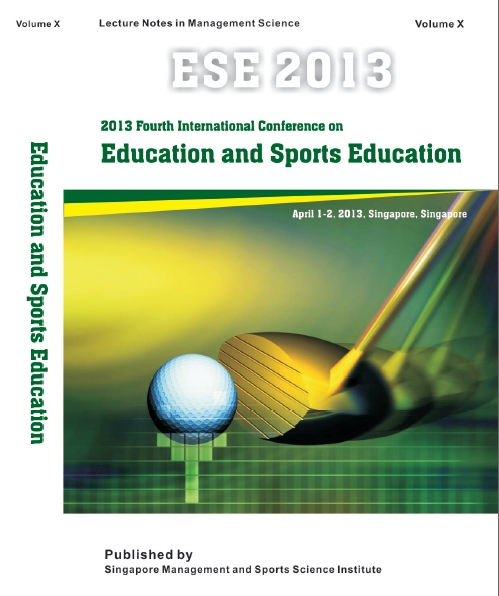 Volume X
Education and Sports Education
Lecture Notes in Management Science
Volume X
ESE 2013
2013 Fourth International Conference on
Education and Sports Education
April 1-2, 2013, Singapore, Singapore
Published by
Singapore Management and Sports Science Institute